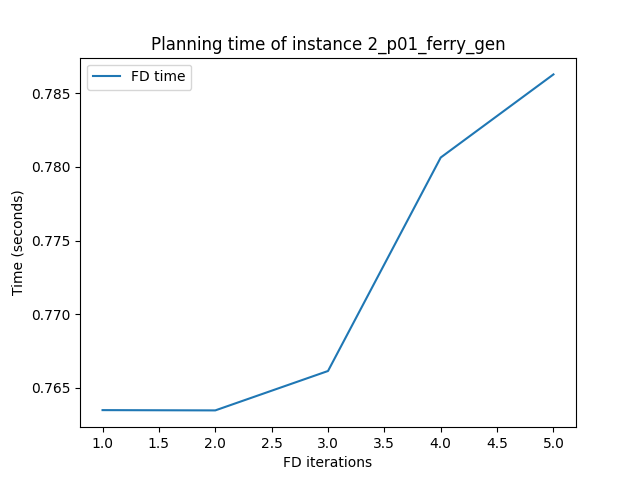 Planning time of instance 2_p01_ferry_gen
FD time
0.785
0.780
0.775
0.770
0.765
Time (seconds)
1.0 1.5 2.0 2.5 3.0 3.5 4.0 4.5 5.0
FD iterations